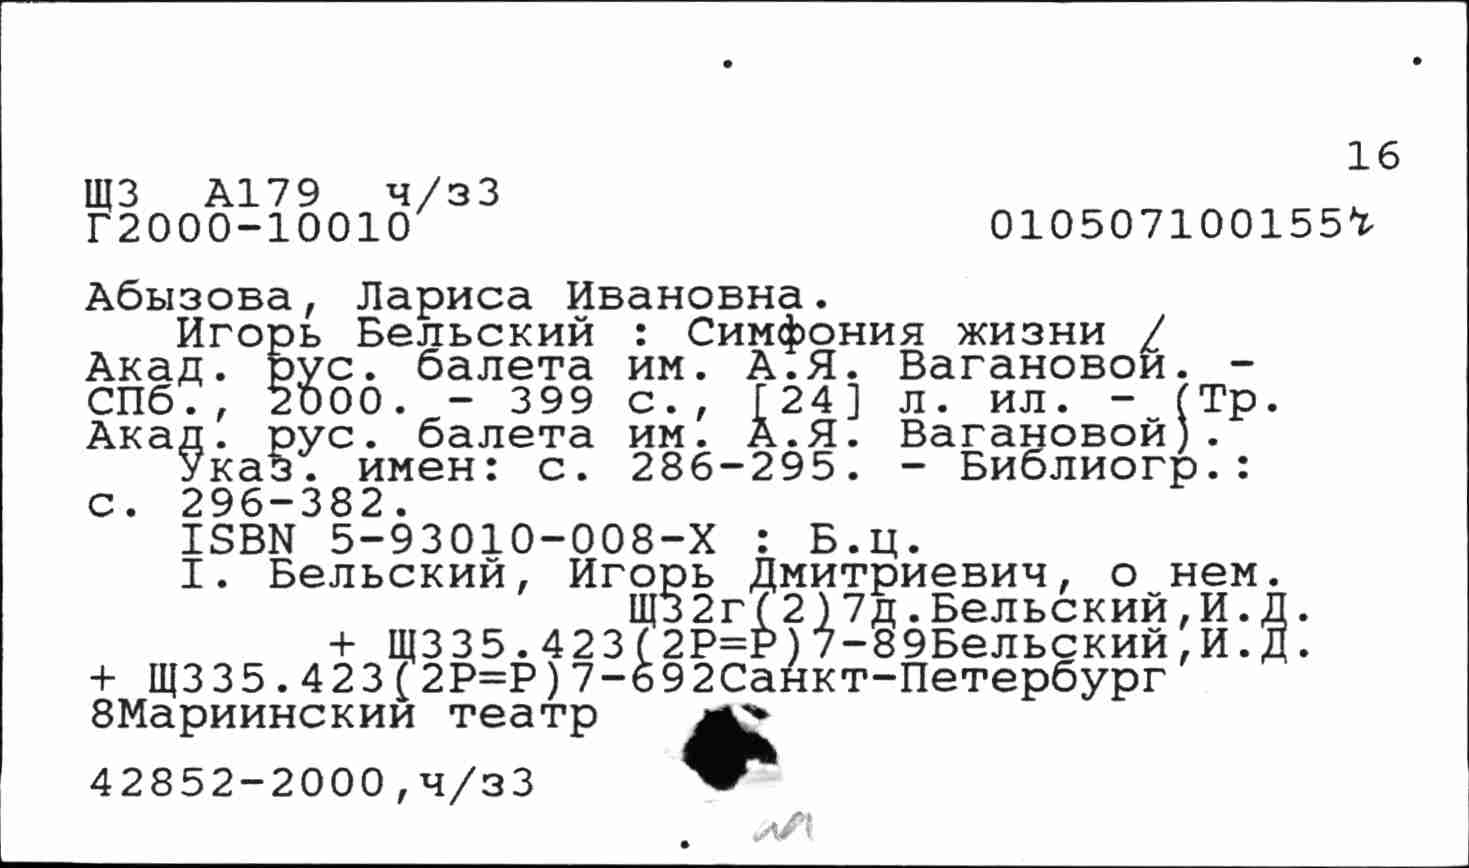 16
Щ3 А179 ч/з3
Г2000-10010 010507100155
Абызова, Лариса Ивановна.
Игорь Бельский : Симфония жизни /
Акад. рус. балета им. А.Я. Вагановой. -
СПб., 2000. - 399 с., [24] л. ил. - (Тр.
Акад. рус. балета им. А.Я. Вагановой).
Указ. имен: с. 286-295. - Библиогр.:
с. 296-382.
ISBN 5-93010-008-X : Б.ц.
I. Бельский, Игорь Дмитриевич, о нем.
Щ32г(2)7д.Бельский,И.Д.
+ Щ335.423(2Р=Р)7-89Бельский,И.Д.
+ Щ335.423(2Р=Р)7-692Санкт-Петербург
8Мариинский театр
42852-2000,ч/з3